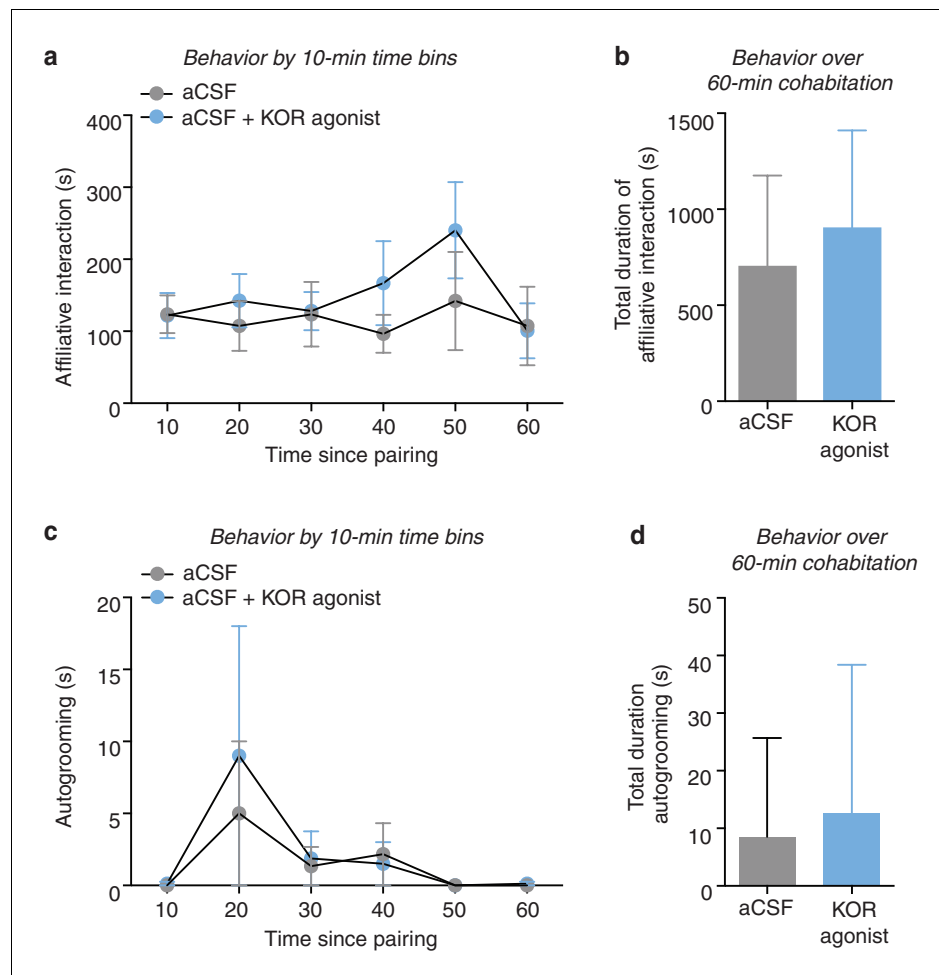 a
Behavior by 10-min time bins
aCSF
aCSF + KOR agonist
400
300
200
100
0
Affiliative interaction (s)
10 20 30 40 50 60
Time since pairing
b
Behavior over
60-min cohabitation
1500
1000
500
0
Total duration of
affiliative interaction (s)
aCSF
KOR
agonist
c
Behavior by 10-min time bins
aCSF
aCSF + KOR agonist
20
15
10
5
0
Autogrooming (s)
10 20 30 40 50 60
Time since pairing
d
Behavior over
60-min cohabitation
50
40
30
20
10
0
Total duration
autogrooming (s)
aCSF
KOR
agonist